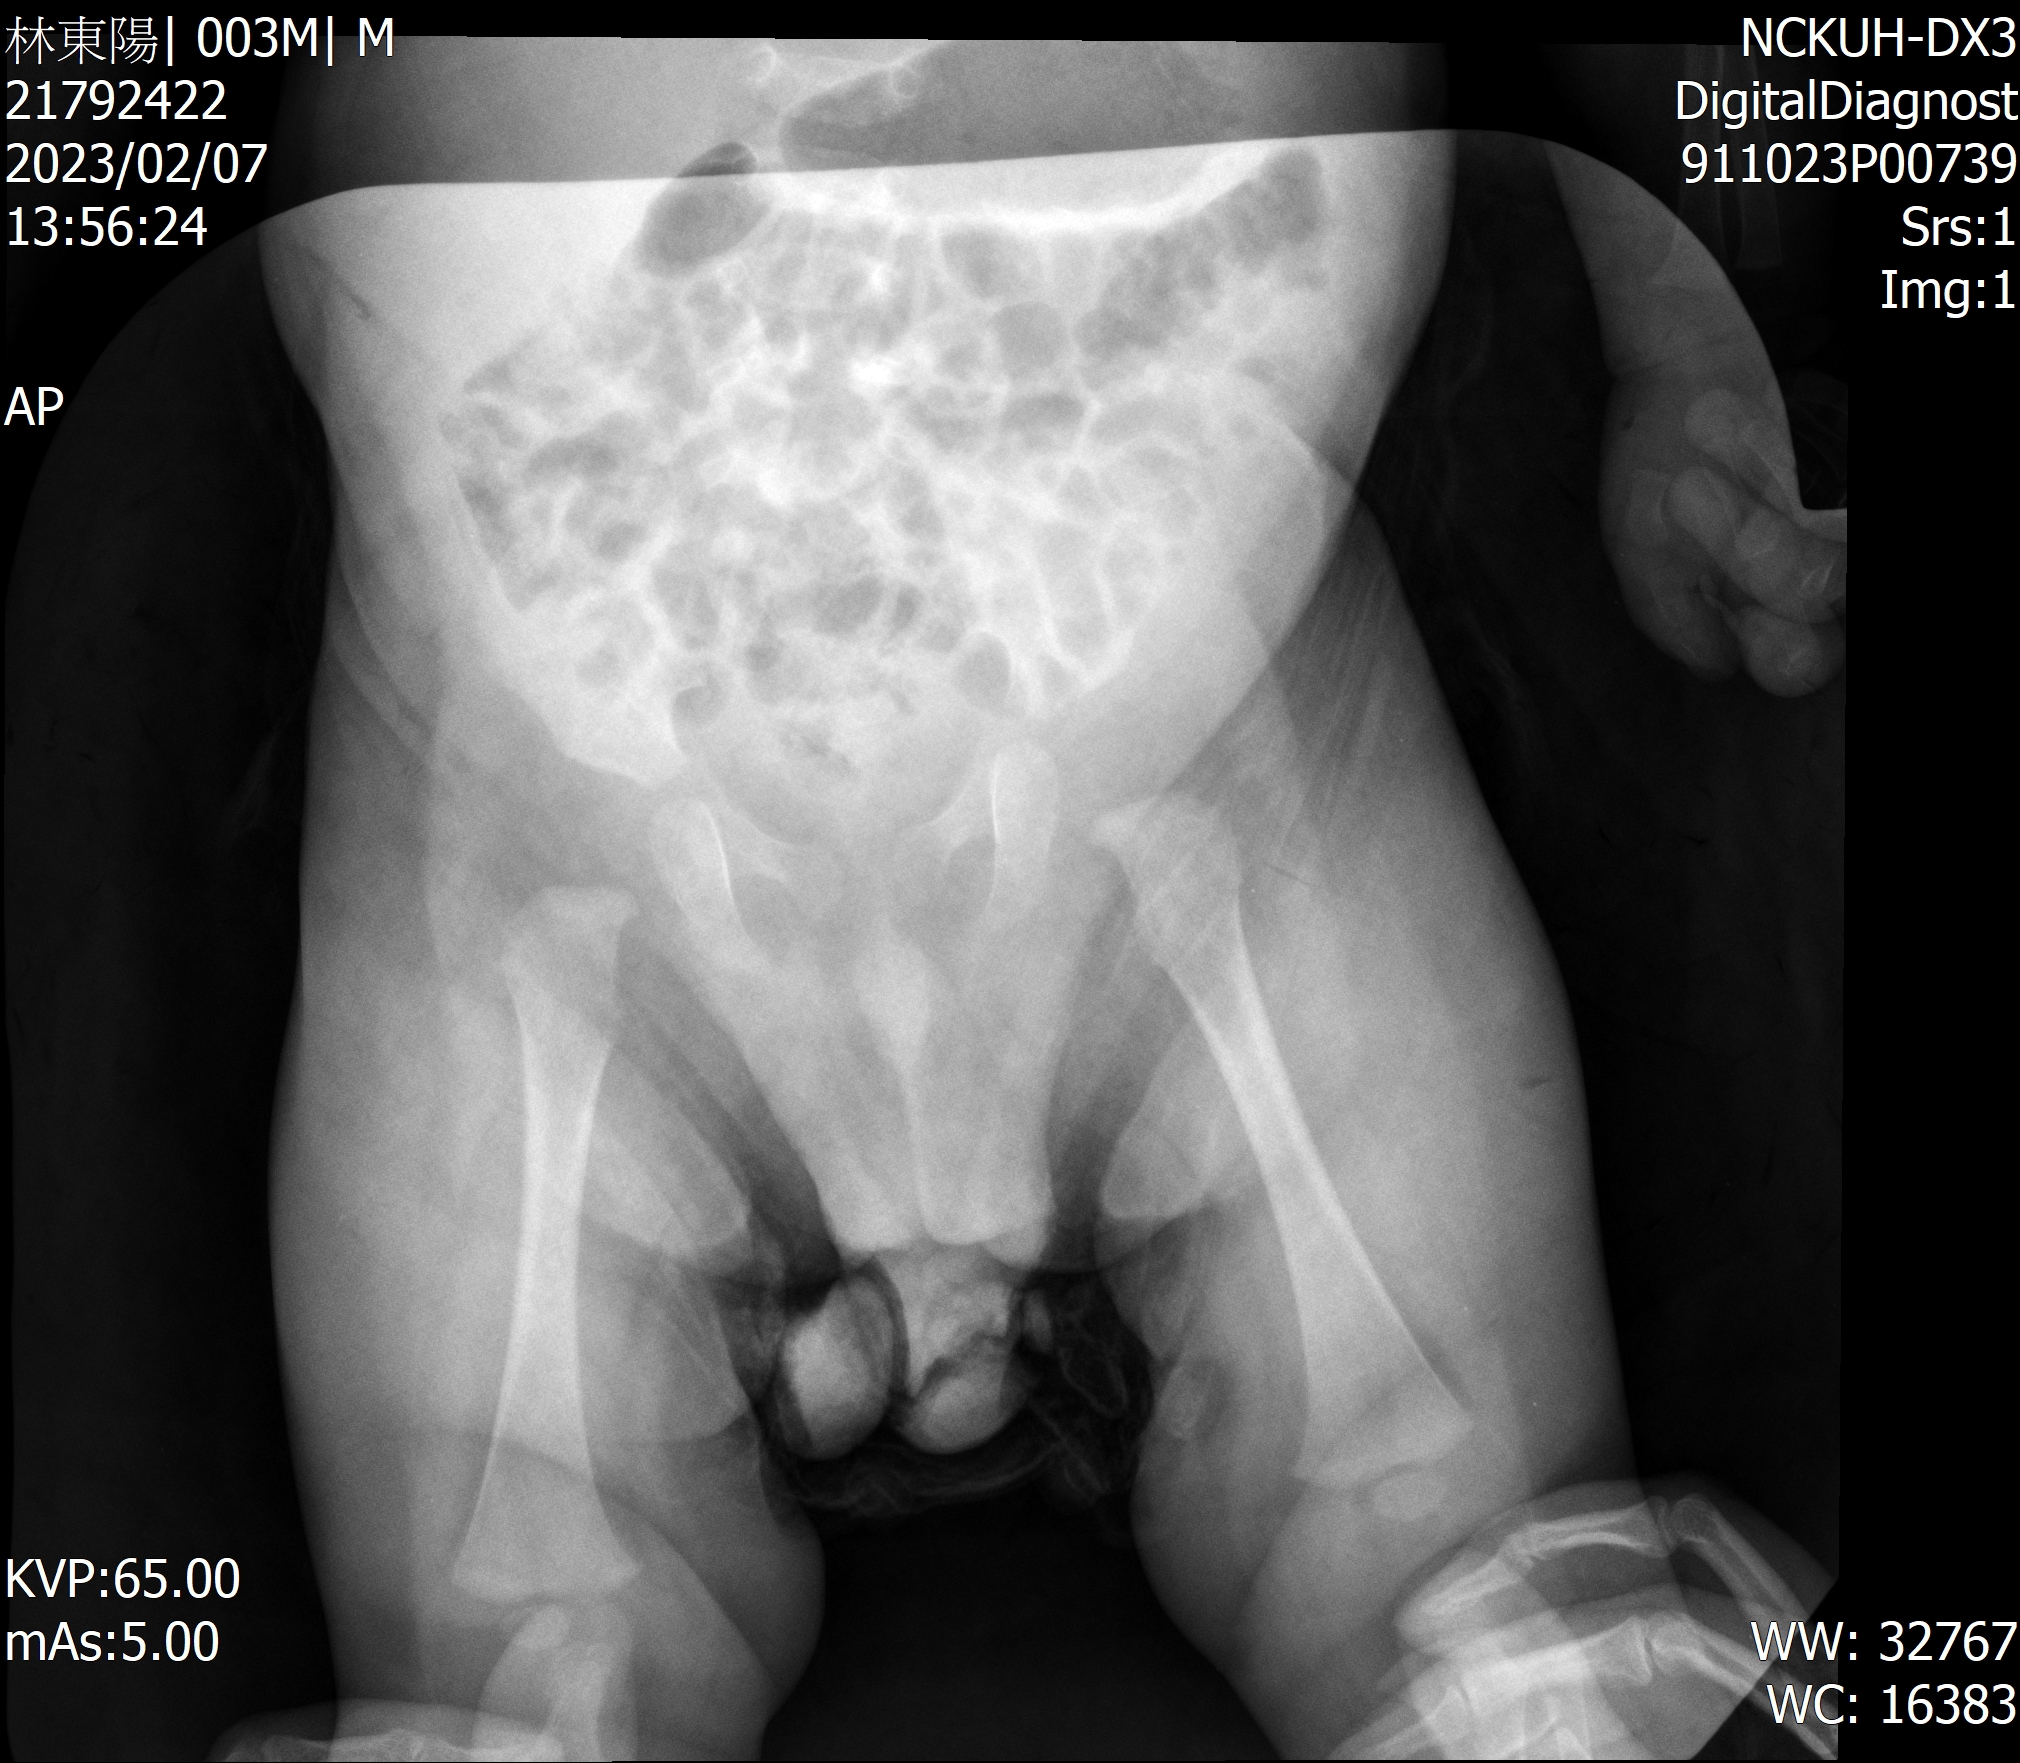 林東陽| 003M| M
21792422
2023/02/07
13:56:24
AP
NCKUH-DX3
DigitalDiagnost
911023P00739
Srs:1
Img:1
KVP:65.00
mAs:5.00
WW: 32767
WC: 16383